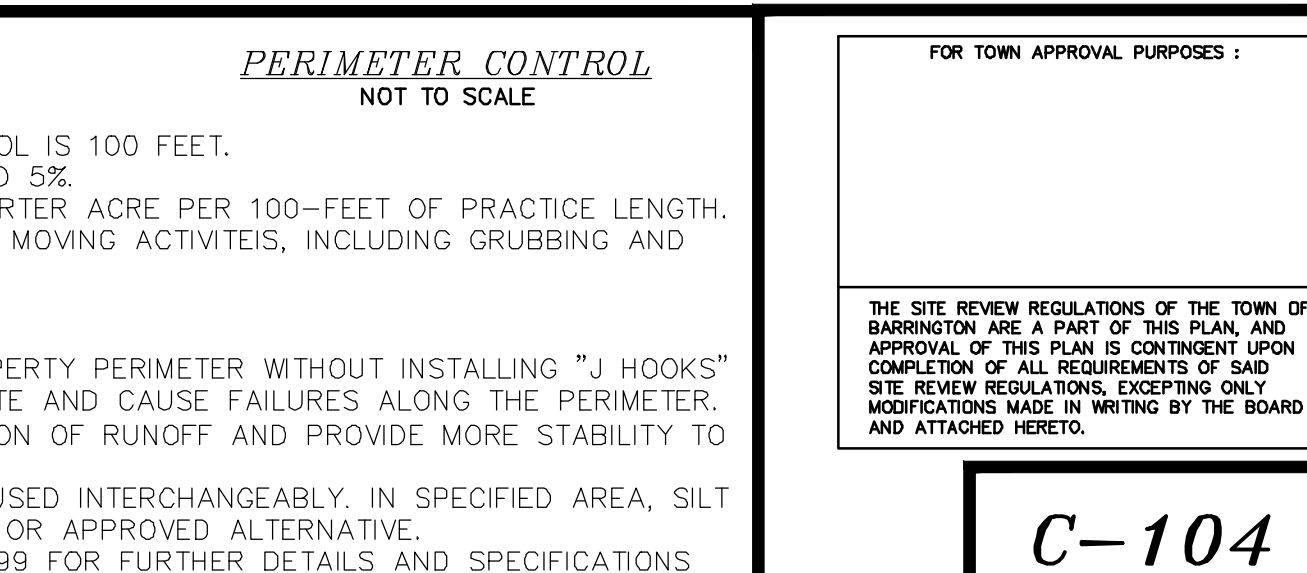 PERIMETER CONTROL
NOT TO SCALE
OL IS 100 FEET.
D 5%.
RTER ACRE PER 100-FEET OF PRACTICE LENGTH.
MOVING ACTIVITEIS, INCLUDING GRUBBING AND
PERTY PERIMETER WITHOUT INSTALLING "J HOOKS"
TE AND CAUSE FAILURES ALONG THE PERIMETER.
ON OF RUNOFF AND PROVIDE MORE STABILITY TO
USED INTERCHANGEABLY. IN SPECIFIED AREA, SILT
OR APPROVED ALTERNATIVE.
99 FOR FURTHER DETAILS AND SPECIFICATIONS
FOR TOWN APPROVAL PURPOSES :
THE SITE REVIEW REGULATIONS OF THE TOWN OF
BARRINGTON ARE A PART OF THIS PLAN, AND
APPROVAL OF THIS PLAN IS CONTINGENT UPON
COMPLETION OF ALL REQUIREMENTS OF SAID
SITE REVIEW REGULATIONS, EXCEPTING ONLY
MODIFICATIONS MADE IN WRITING BY THE BOARD
AND ATTACHED HERETO.
C-104